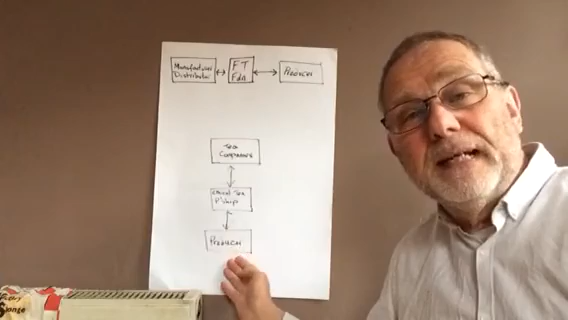 Manufacturer
Distributor
FT
Fdn
Producer
Tea
Companies
Ethical Tea
P'ship
Producer